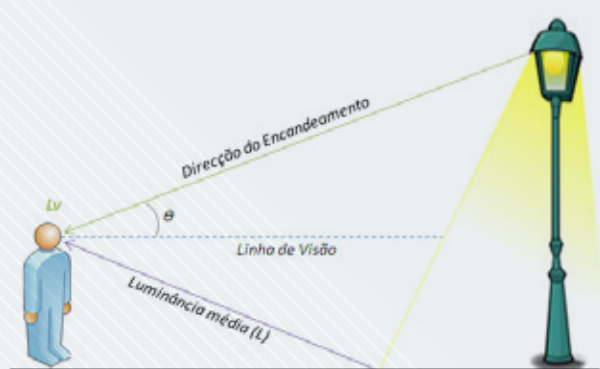 Direcção do Encandeamento
Lv
θ
Linha de Visão
Luminância média (L)